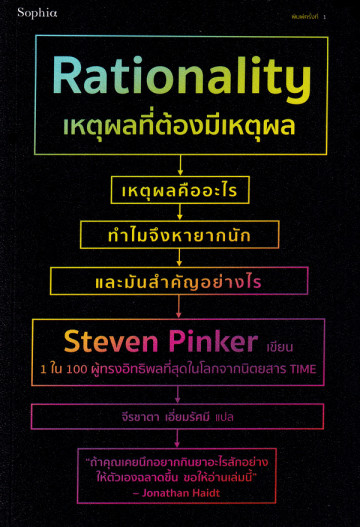 Sophia
พิมพ์ครั้งที่ 1
Rationality
เหตุผลที่ต้องมีเหตุผล
เหตุผลคืออะไร
ทำไมจึงหายากนัก
และมันสำคัญอย่างไร
Steven Pinker เขียน
1 ใน 100 ผู้ทรงอิทธิพลที่สุดในโลกจากนิตยสาร TIME
จีรชาตา เอี่ยมรัศมี แปล
“ถ้าคุณเคยนึกอยากกินยาอะไรสักอย่าง
ให้ตัวเองฉลาดขึ้น ขอให้อ่านเล่มนี้”
– Jonathan Haidt